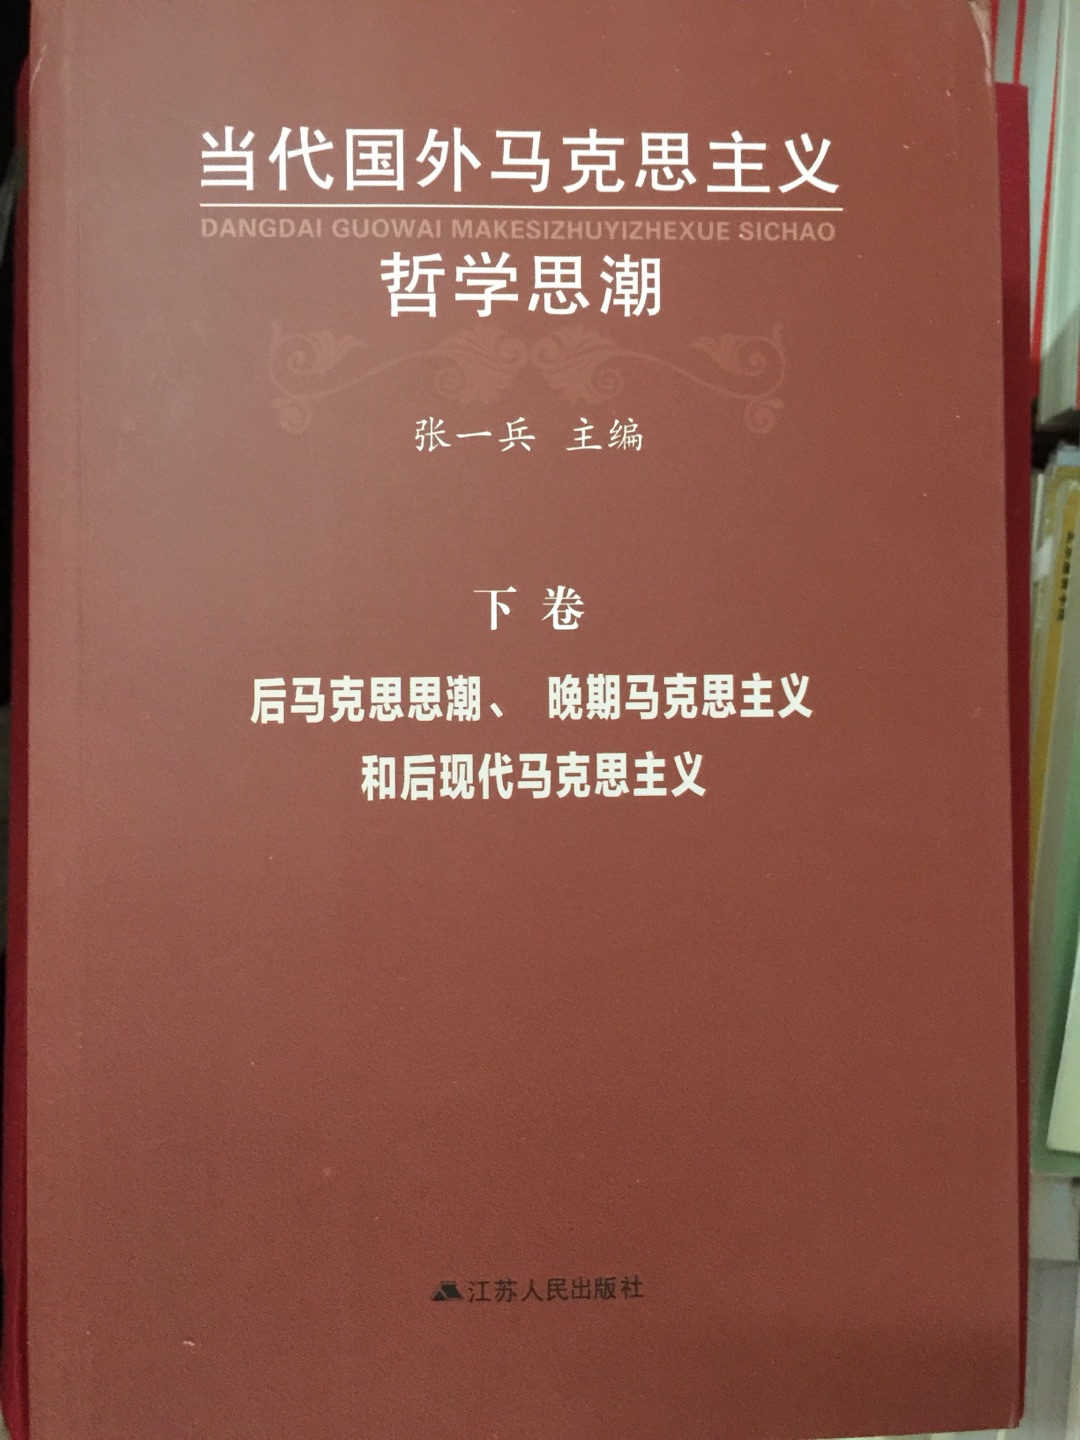 当代国外马克思主义
DANGDAI GUOWAI MAKESIZHUYIZHEXUE SICHAO
哲学思潮
张一兵 主编
下卷
后马克思思潮、 晚期马克思主义
和后现代马克思主义
江苏人民出版社